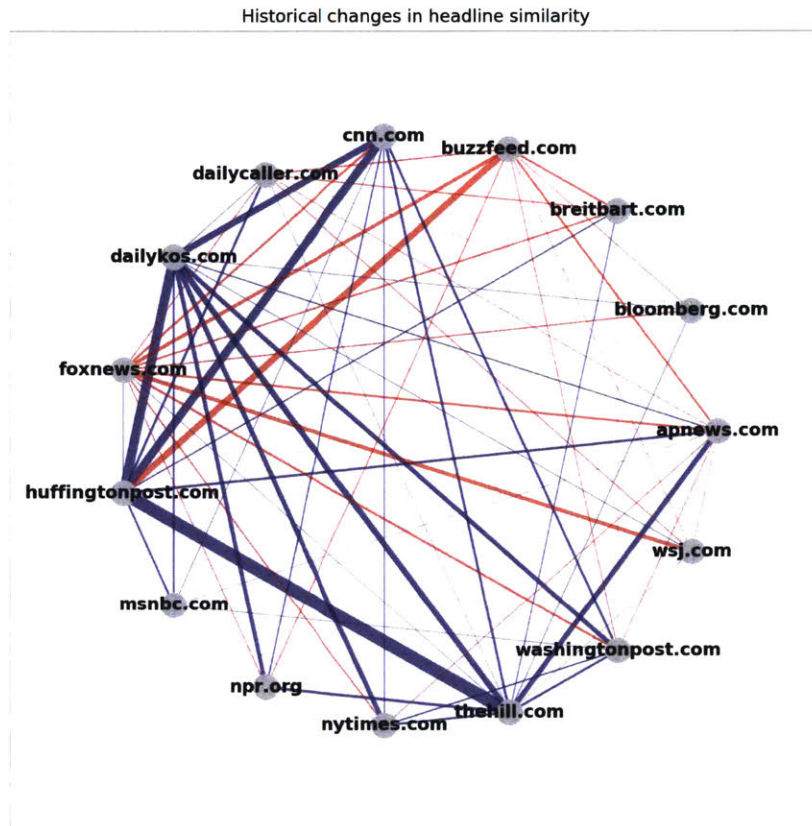 Historical changes in headline similarity
cnn.com
buzzfeed.com
dailycaller.com
breitbart.com
dailykos.com
bloomberg.com
foxnews.com
apnews.com
huffingtonpost.com
wsj.com
msnbc.com
washingtonpost.com
npr.org
thehill.com
nytimes.com